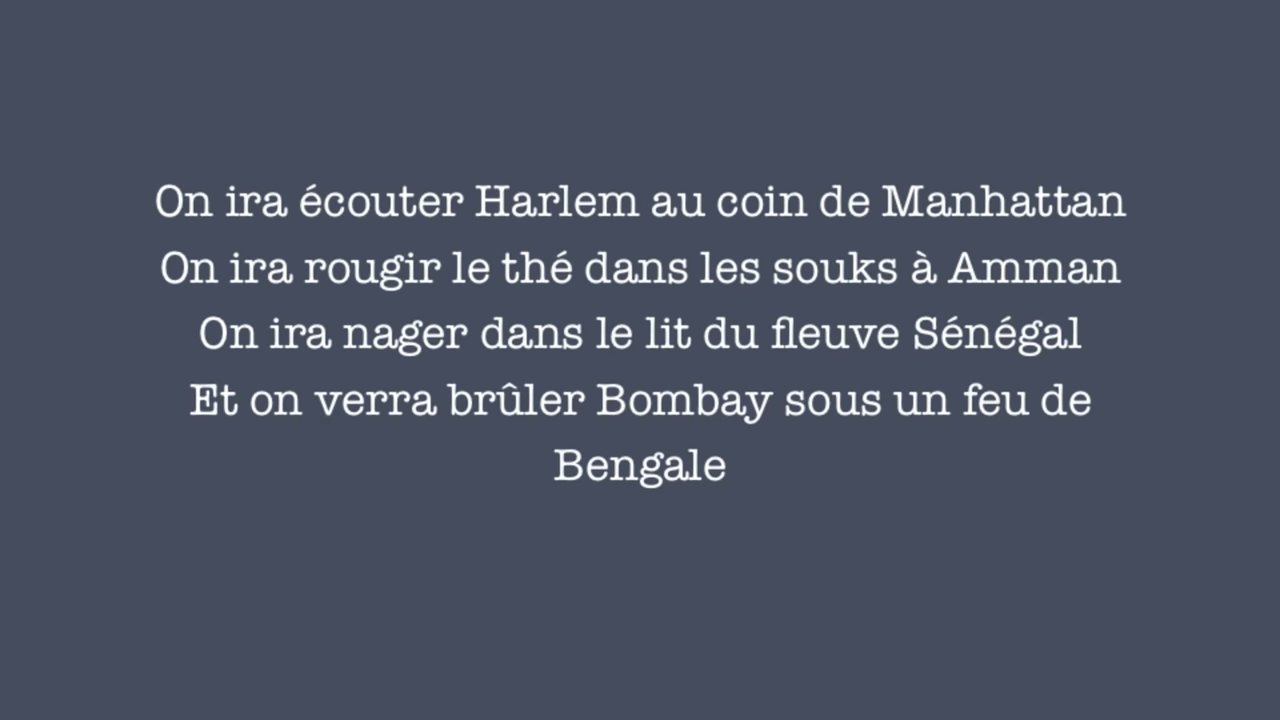 On ira écouter Harlem au coin de Manhattan
On ira rougir le thé dans les souks à Amman
On ira nager dans le lit du fleuve Sénégal
Et on verra brûler Bombay sous un feu de
Bengale